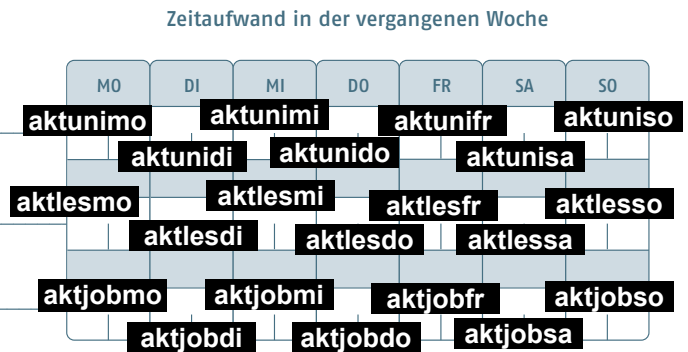 Zeitaufwand in der vergangenen Woche
MO DI MI DO FR SA SO
aktunimo aktunimi aktunifr aktuniso
aktunidi aktunido aktunisa
aktlesmo aktlesmi aktlesfr aktlesso
aktlesdi aktlesdo aktlessa
aktjobmo aktjobmi aktjobfr aktjobso
aktjobdi aktjobdo aktjobsa